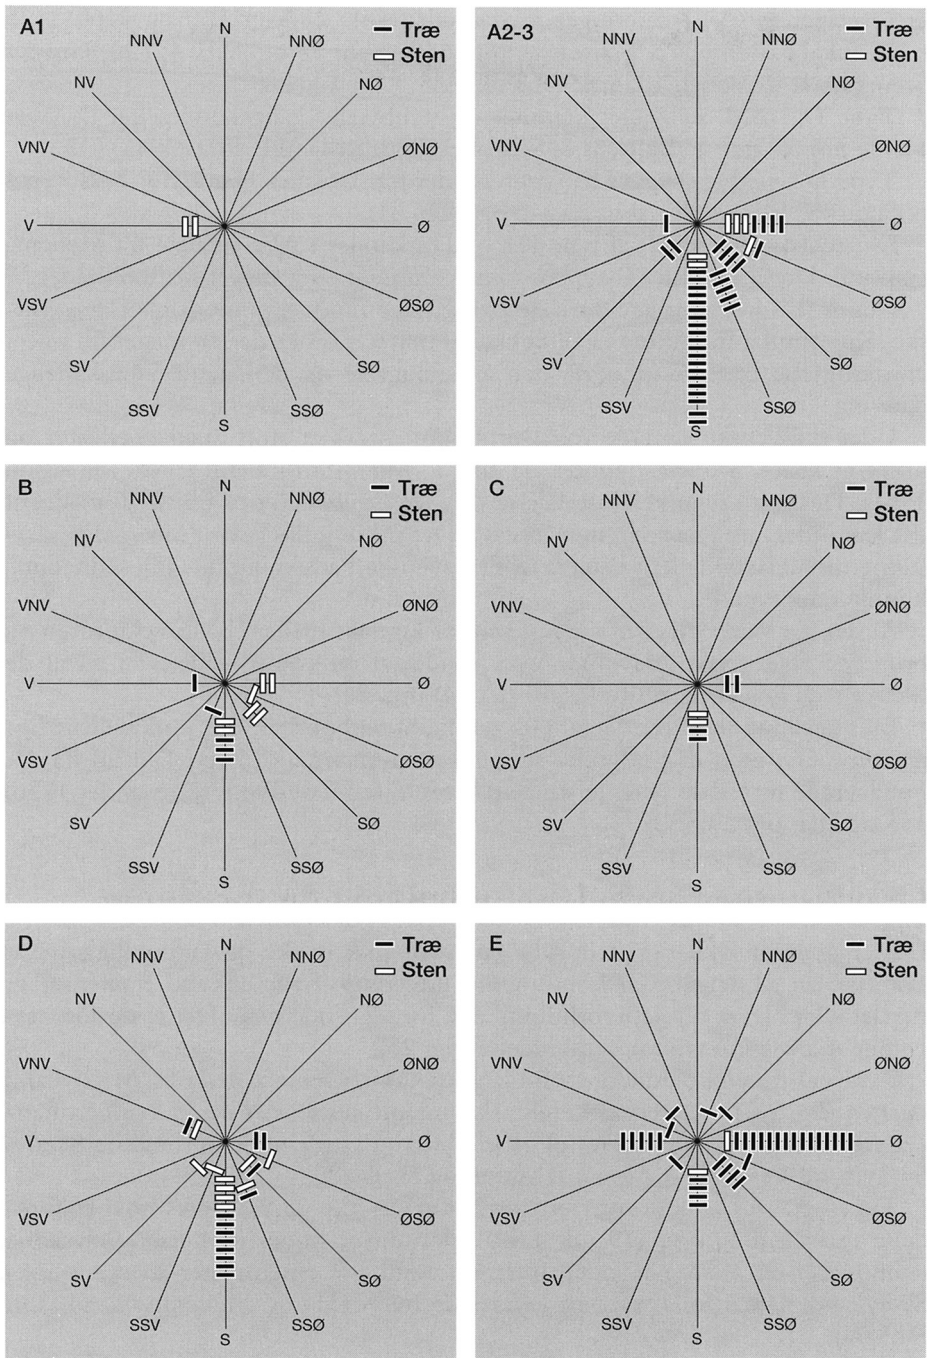 A1
Træ
Sten
N
NNØ
NØ
ØNØ
Ø
ØSØ
SØ
SSØ
S
SSV
SV
VSV
V
VNV
NV
NNV
A2-3
Træ
Sten
N
NNØ
NØ
ØNØ
Ø
ØSØ
SØ
SSØ
S
SSV
SV
VSV
V
VNV
NV
NNV
B
Træ
Sten
N
NNØ
NØ
ØNØ
Ø
ØSØ
SØ
SSØ
S
SSV
SV
VSV
V
VNV
NV
NNV
C
Træ
Sten
N
NNØ
NØ
ØNØ
Ø
ØSØ
SØ
SSØ
S
SSV
SV
VSV
V
VNV
NV
NNV
D
Træ
Sten
N
NNØ
NØ
ØNØ
Ø
ØSØ
SØ
SSØ
S
SSV
SV
VSV
V
VNV
NV
NNV
E
Træ
Sten
N
NNØ
NØ
ØNØ
Ø
ØSØ
SØ
SSØ
S
SSV
SV
VSV
V
VNV
NV
NNV